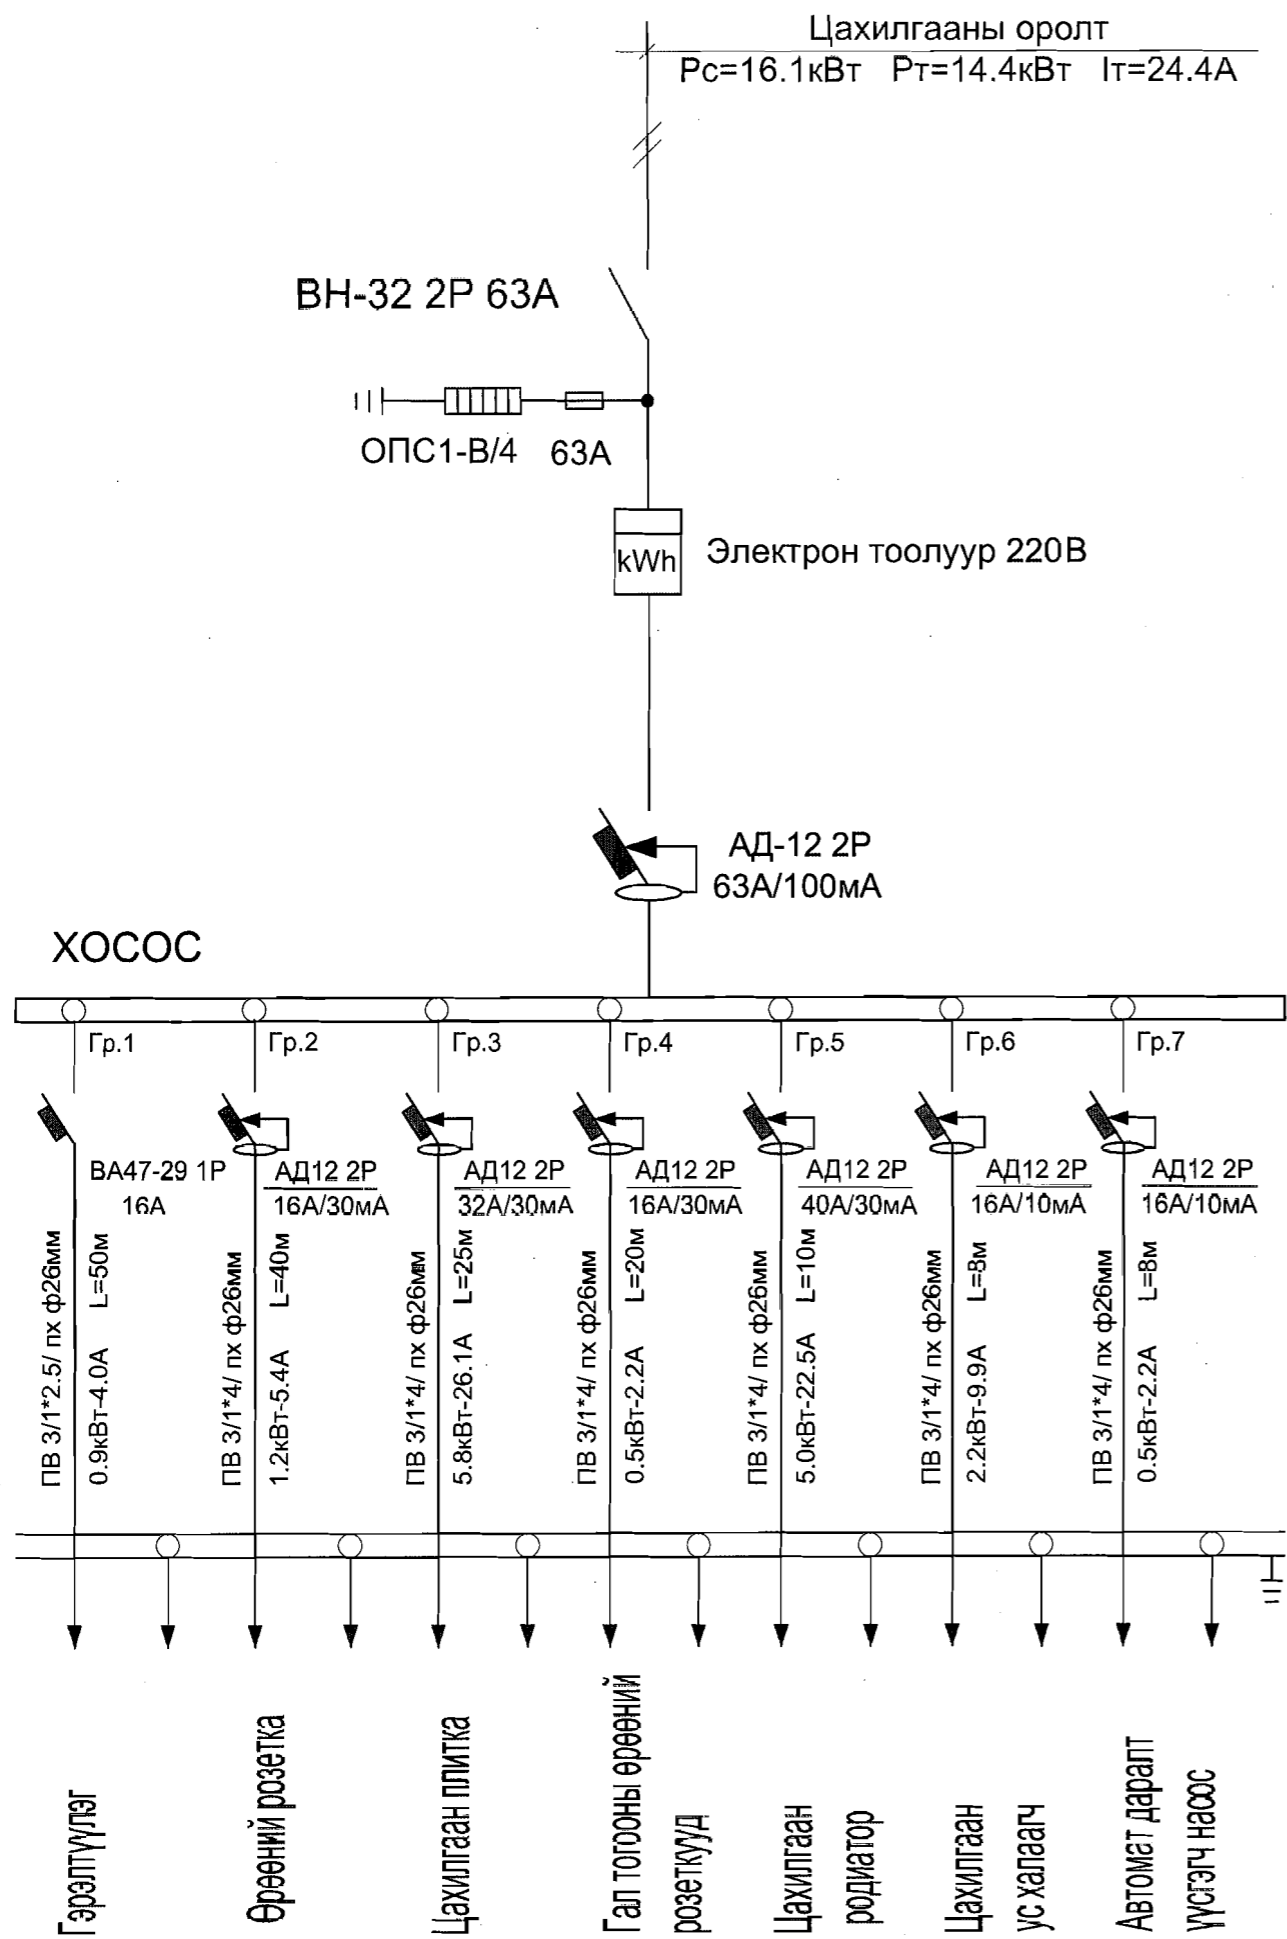 Цахилгааны оролт
Рс=16.1кВт Рт=14.4кВт Iт=24.4А
ВН-32 2Р 63А
ОПС1-В/4 63А
kWh
Электрон тоолуур 220В
АД-12 2Р
63А/100мА
ХОСОС
Гр.1 Гр.2 Гр.3 Гр.4 Гр.5 Гр.6 Гр.7
ВА47-29 1Р
16А
АД12 2Р
16А/30мА
АД12 2Р
32А/30мА
АД12 2Р
16А/30мА
АД12 2Р
40А/30мА
АД12 2Р
16А/10мА
АД12 2Р
16А/10мА
ПВ 3/1*2.5/ пх ф26мм
0.9кВт-4.0А L=50м
ПВ 3/1*4/ пх ф26мм
1.2кВт-5.4А L=40м
ПВ 3/1*4/ пх ф26мм
5.8кВт-26.1А L=25м
ПВ 3/1*4/ пх ф26мм
0.5кВт-2.2А L=20м
ПВ 3/1*4/ пх ф26мм
5.0кВт-22.5А L=10м
ПВ 3/1*4/ пх ф26мм
2.2кВт-9.9А L=8м
ПВ 3/1*4/ пх ф26мм
0.5кВт-2.2А L=8м
Гэрэлтүүлэг
Өрөөний розетка
Цахилгаан плитка
Гал тогооны өрөөний
розеткууд
Цахилгаан
родиатор
Цахилгаан
ус халаагч
Автомат даралт
үүсгэгч насос